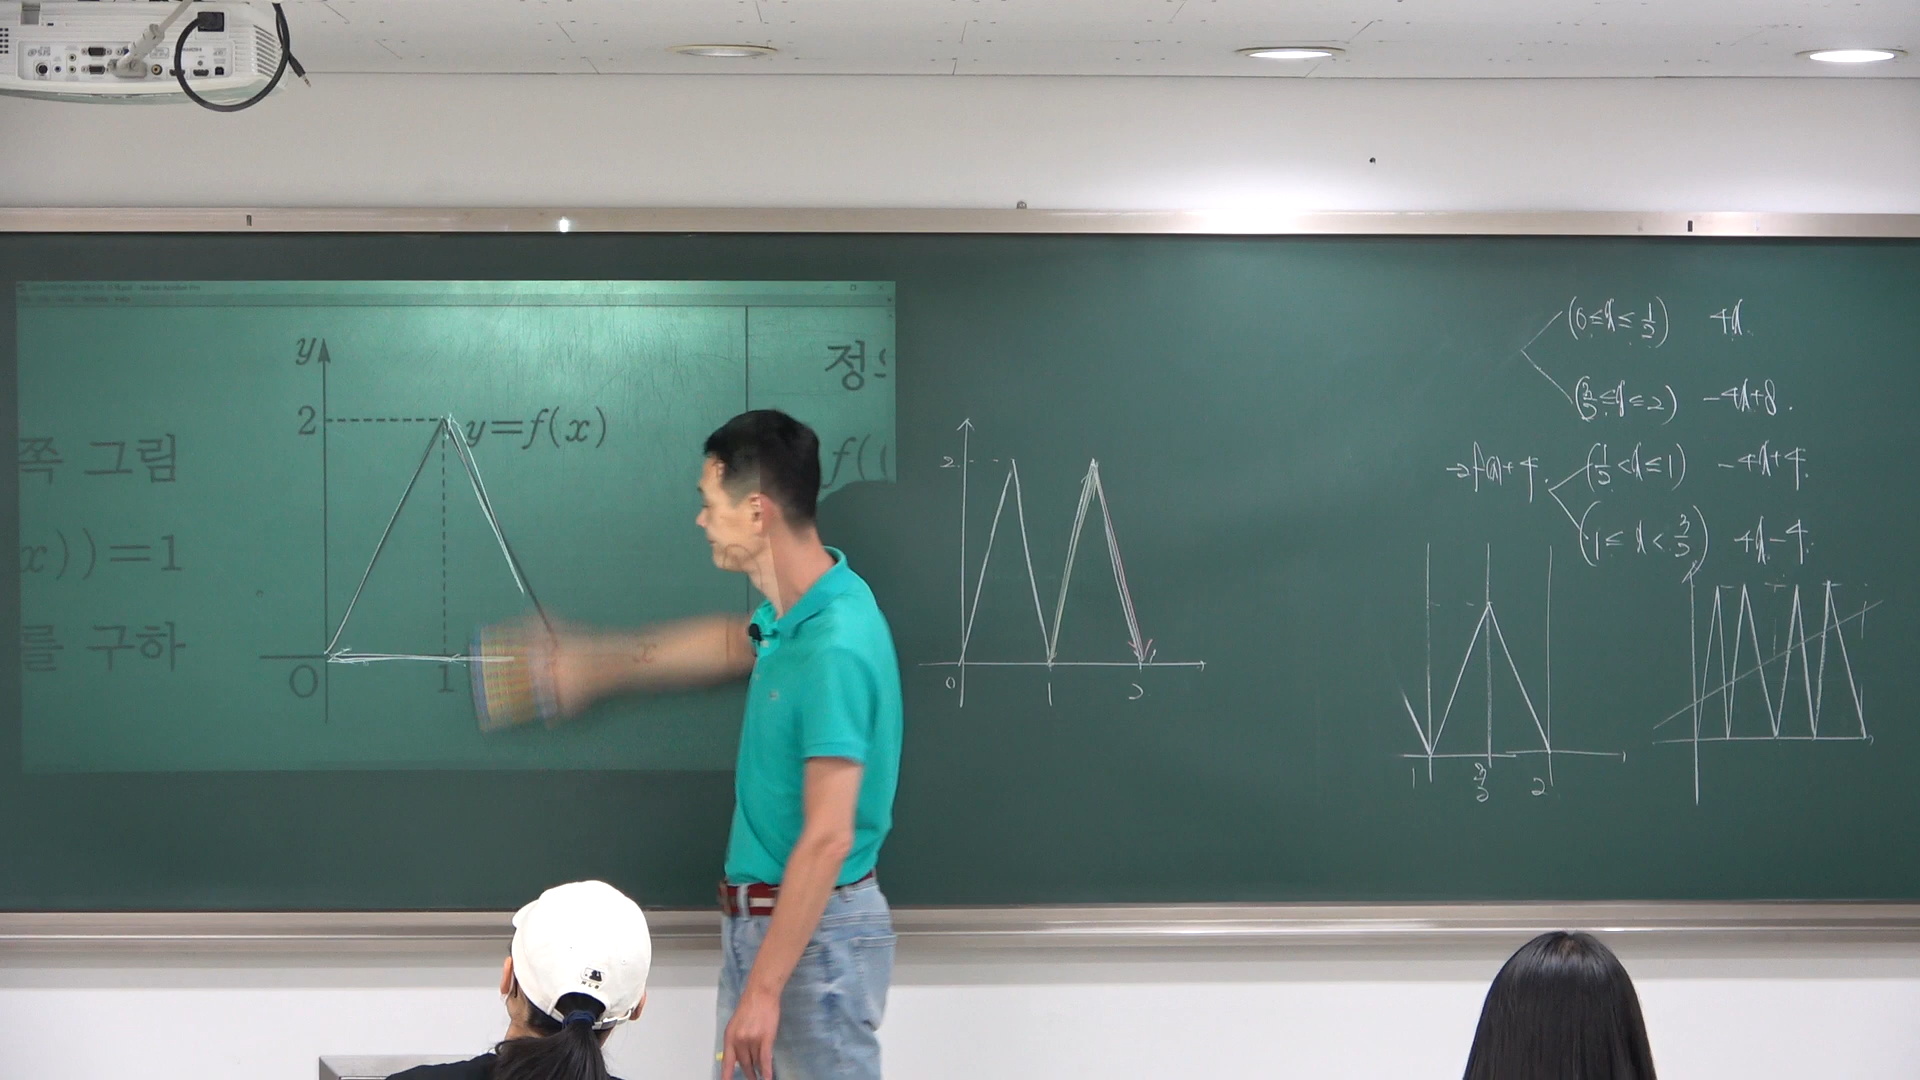 y
2
y=f(x)
쪽 그림
x))=1
를 구하
O
1
x
정
f(
2
0
1
2
(0≤x≤1/2) 4x
(3/2≤x≤2) -4x+8
-2f(x)+4
(1/2<x≤1) -4x+4
(1≤x<3/2) 4x-4
1
3/2
2